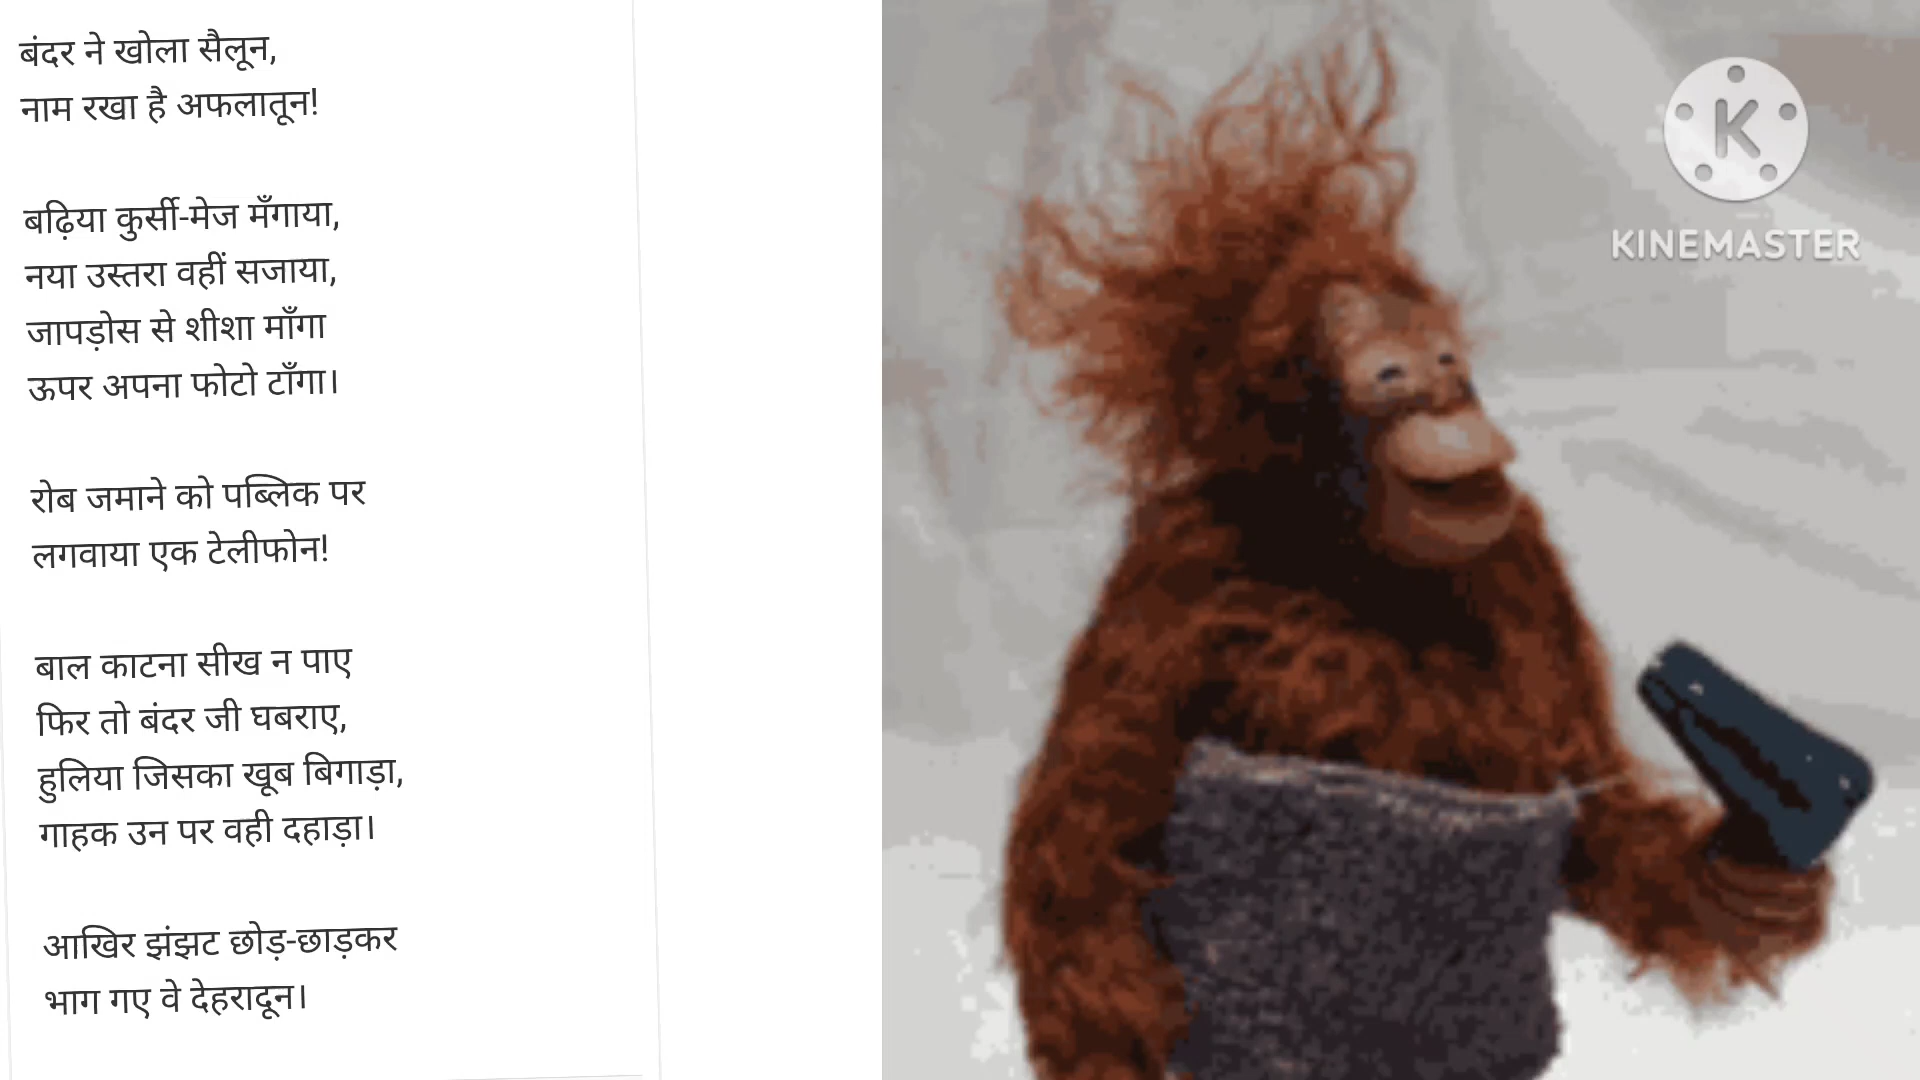 बंदर ने खोला सैलून,
नाम रखा है अफलातून!
बढ़िया कुर्सी-मेज मँगाया,
नया उस्तरा वहीं सजाया,
जापड़ोस से शीशा माँगा
ऊपर अपना फोटो टाँगा।
रोब जमाने को पब्लिक पर
लगवाया एक टेलीफोन!
बाल काटना सीख न पाए
फिर तो बंदर जी घबराए,
हुलिया जिसका खूब बिगाड़ा,
गाहक उन पर वही दहाड़ा।
आखिर झंझट छोड़-छाड़कर
भाग गए वे देहरादून।
K
KINEMASTER